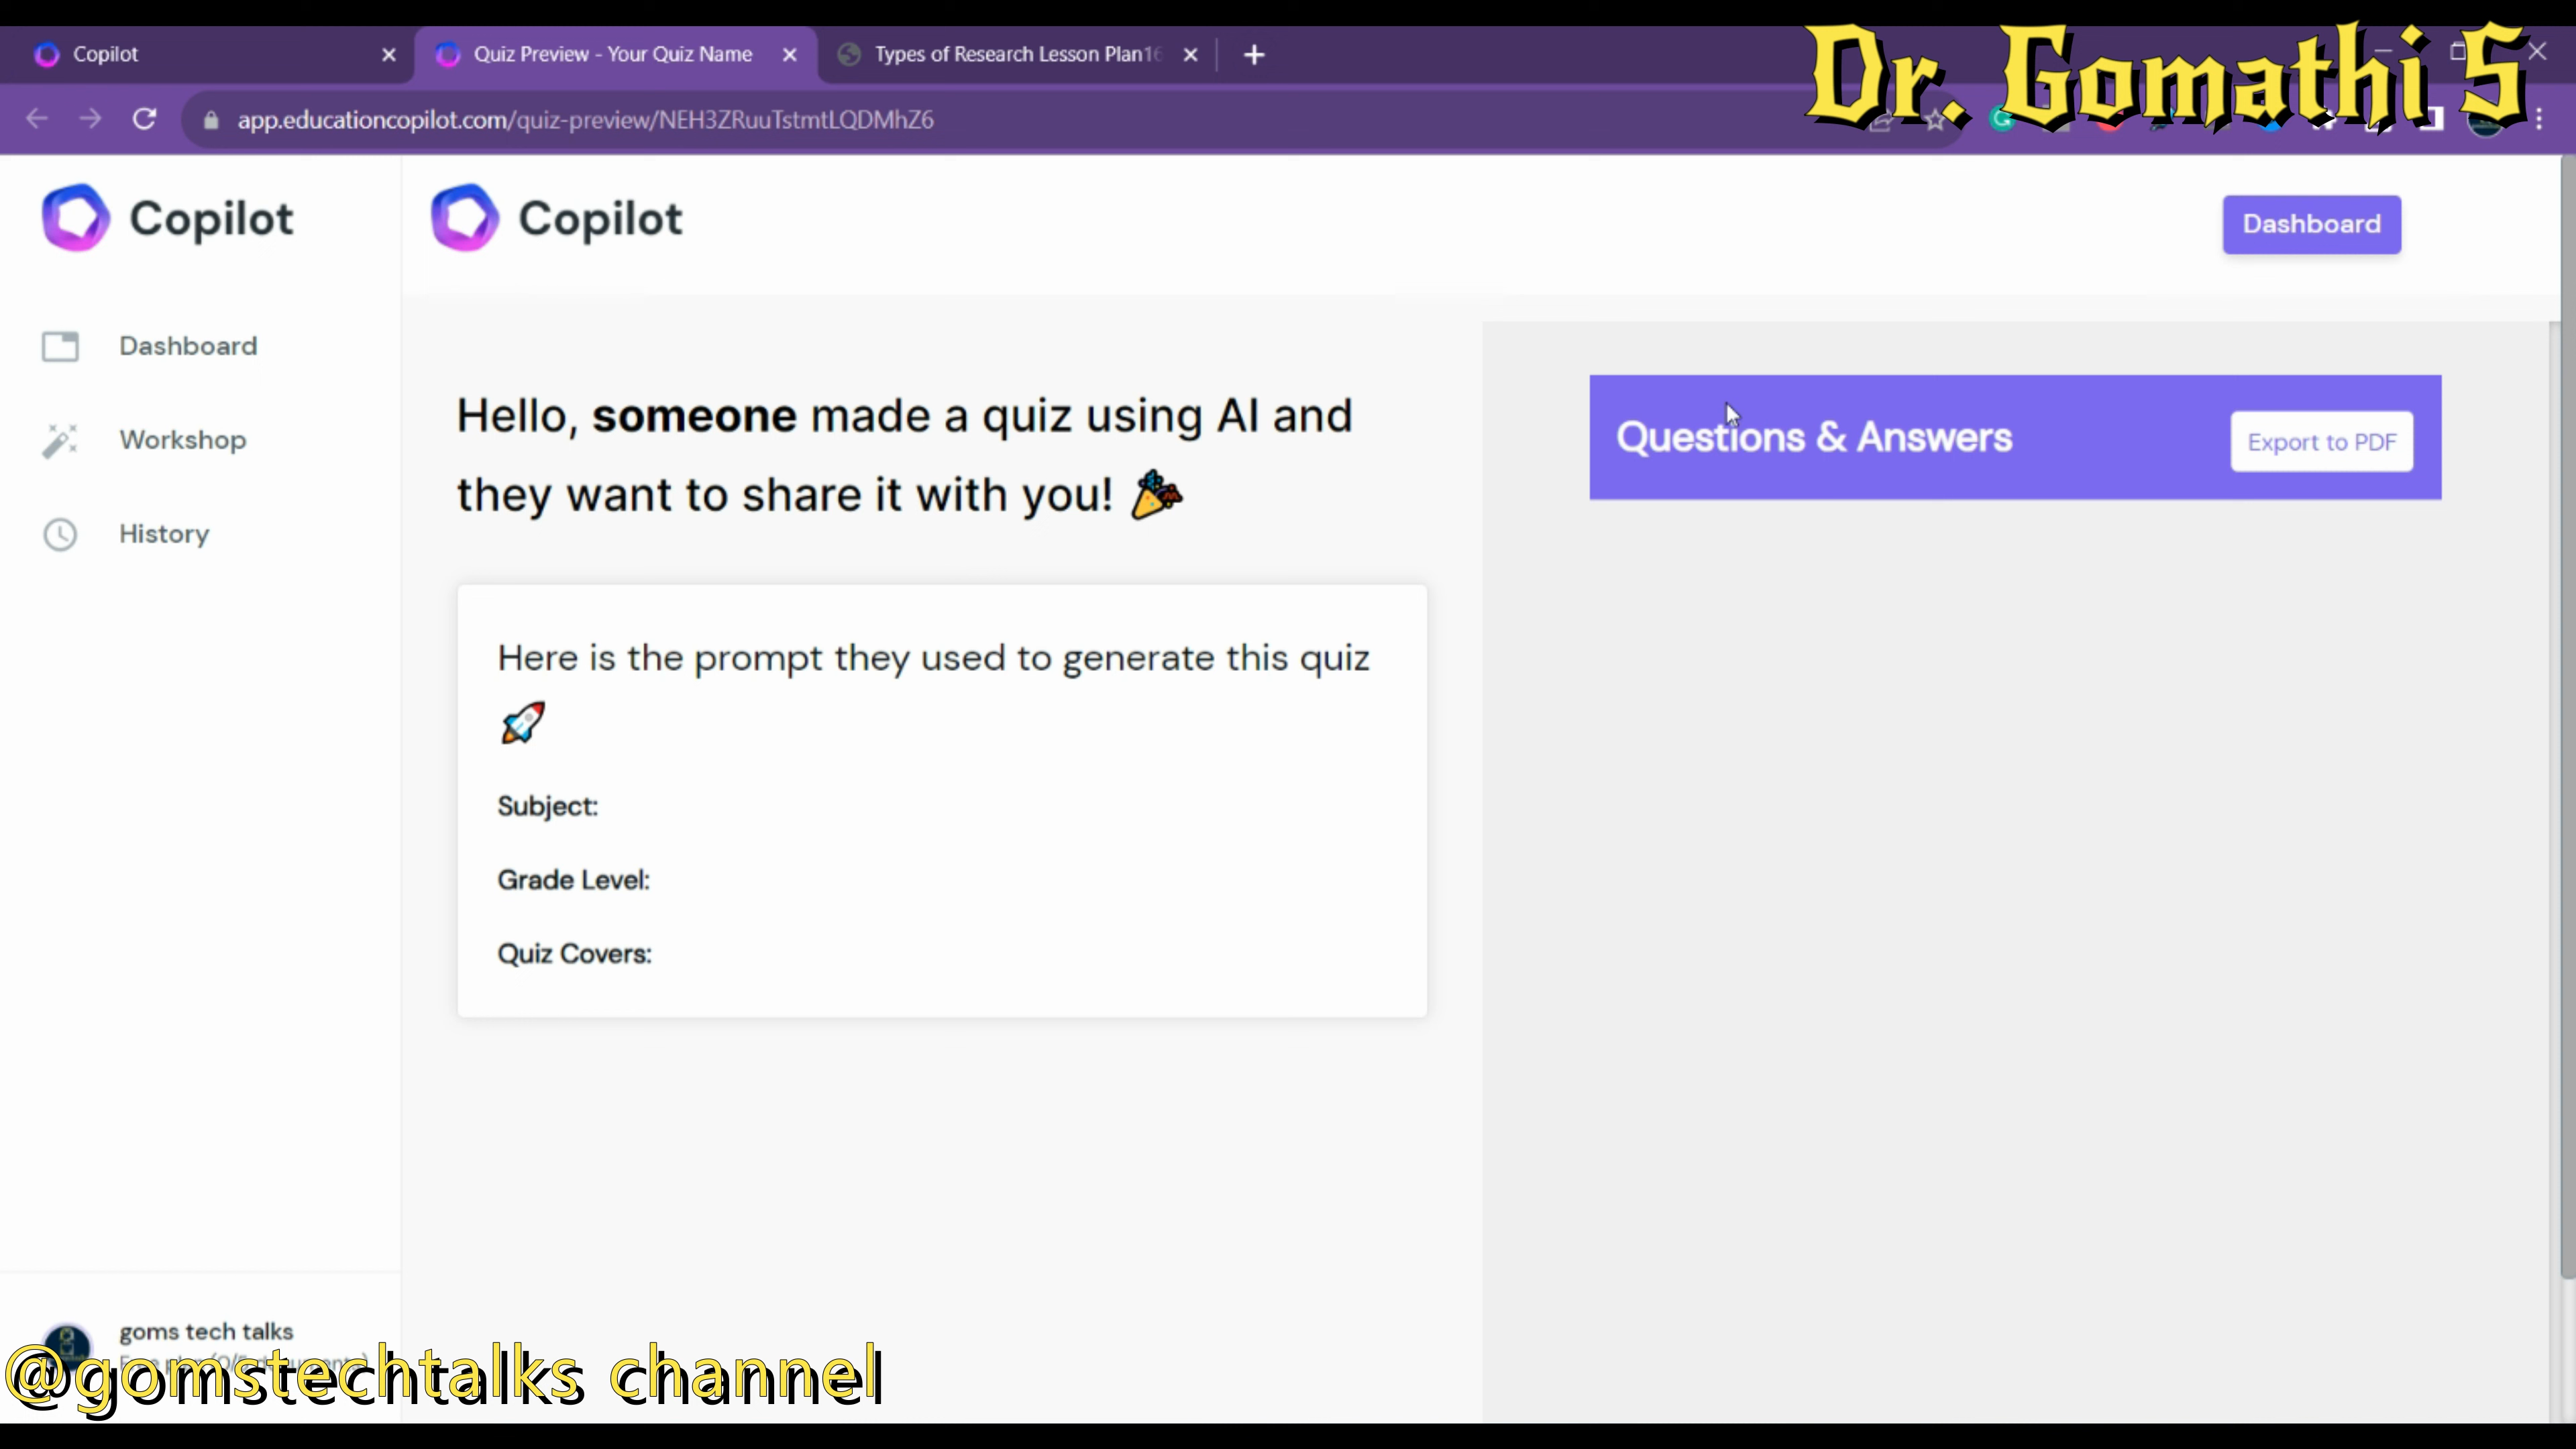 Copilot
Quiz Preview - Your Quiz Name
Types of Research Lesson Plan16
Dr. Gomathi S
app.educationcopilot.com/quiz-preview/NEH3ZRuuTstmtLQDMhZ6
Copilot
Copilot
Dashboard
Dashboard
Workshop
History
Hello, someone made a quiz using AI and
they want to share it with you!
Here is the prompt they used to generate this quiz
Subject:
Grade Level:
Quiz Covers:
Questions & Answers
Export to PDF
goms tech talks
@gomstechtalks channel